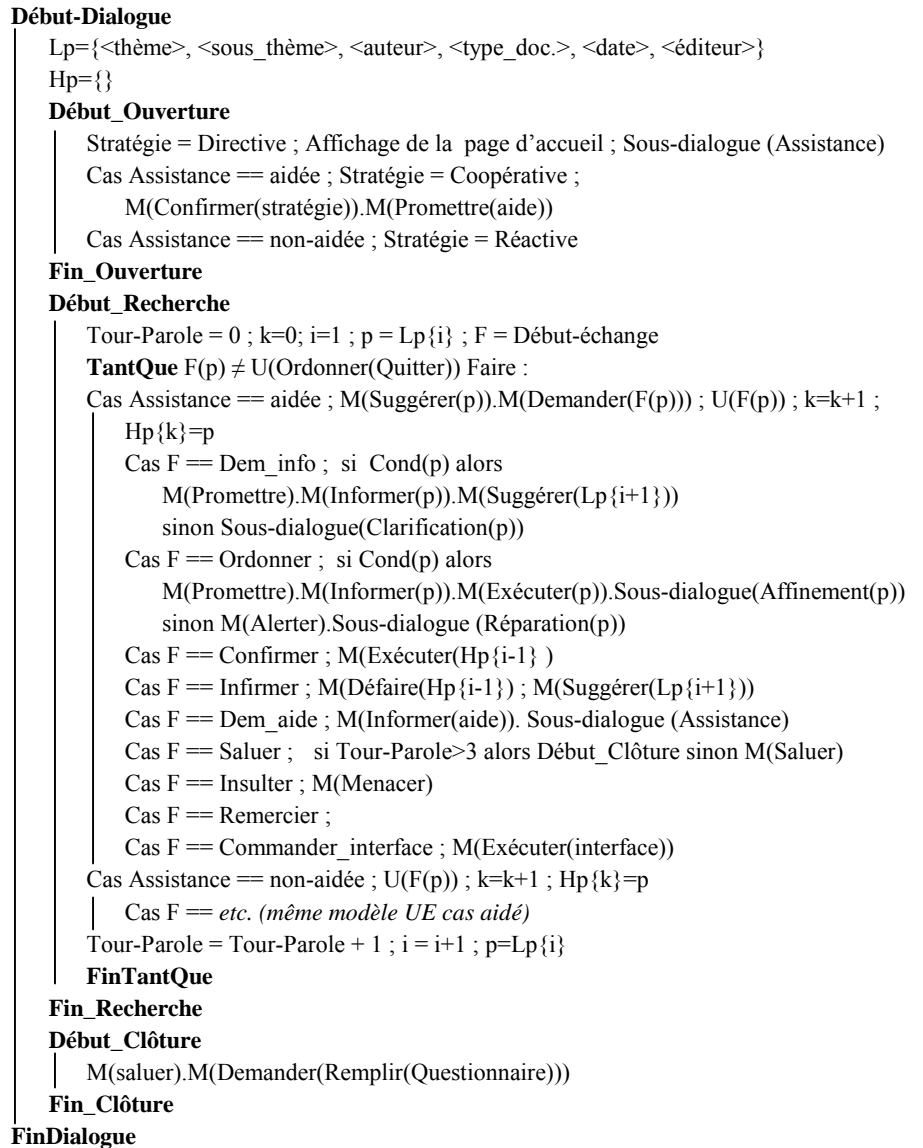 Début-Dialogue
Lp={<thème>, <sous_thème>, <auteur>, <type_doc.>, <date>, <éditeur>}
Hp={}
Début_Ouverture
Stratégie = Directive ; Affichage de la page d'accueil ; Sous-dialogue (Assistance)
Cas Assistance == aidée ; Stratégie = Coopérative ;
M(Confirmer(stratégie)).M(Promettre(aide))
Cas Assistance == non-aidée ; Stratégie = Réactive
Fin_Ouverture
Début_Recherche
Tour-Parole = 0 ; k=0; i=1 ; p = Lp{i} ; F = Début-échange
TantQue F(p) ≠ U(Ordonner(Quitter)) Faire :
Cas Assistance == aidée ; M(Suggérer(p)).M(Demander(F(p))) ; U(F(p)) ; k=k+1 ;
Hp{k}=p
Cas F == Dem_info ; si Cond(p) alors
M(Promettre).M(Informer(p)).M(Suggérer(Lp{i+1}))
sinon Sous-dialogue(Clarification(p))
Cas F == Ordonner ; si Cond(p) alors
M(Promettre).M(Informer(p)).M(Exécuter(p)).Sous-dialogue(Affinement(p))
sinon M(Alerter).Sous-dialogue (Réparation(p))
Cas F == Confirmer ; M(Exécuter(Hp{i-1} )
Cas F == Infirmer ; M(Défaire(Hp{i-1}) ; M(Suggérer(Lp{i+1}))
Cas F == Dem_aide ; M(Informer(aide)). Sous-dialogue (Assistance)
Cas F == Saluer ; si Tour-Parole>3 alors Début_Clôture sinon M(Saluer)
Cas F == Insulter ; M(Menacer)
Cas F == Remercier ;
Cas F == Commander_interface ; M(Exécuter(interface))
Cas Assistance == non-aidée ; U(F(p)) ; k=k+1 ; Hp{k}=p
Cas F == etc. (même modèle UE cas aidé)
Tour-Parole = Tour-Parole + 1 ; i = i+1 ; p=Lp{i}
FinTantQue
Fin_Recherche
Début_Clôture
M(saluer).M(Demander(Remplir(Questionnaire)))
Fin_Clôture
FinDialogue